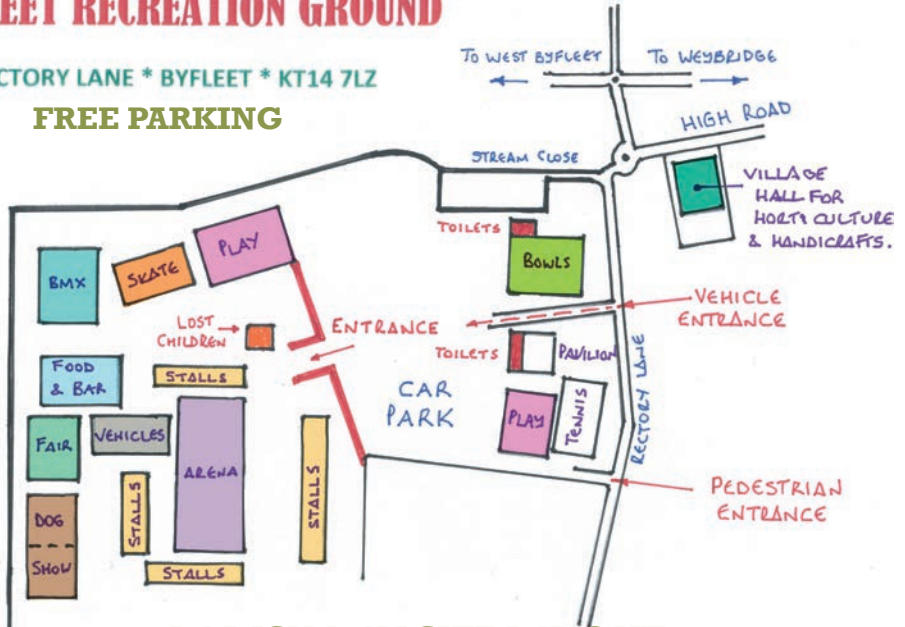 RECREATION GROUND
LANE * BYFLEET * KT14 7LZ
FREE PARKING
TO WEST BYFLEET
TO WEYBRIDGE
HIGH ROAD
STREAM CLOSE
VILLAGE
HALL FOR
HORTICULTURE
& HANDICRAFTS.
TOILETS
BOWLS
PLAY
SKATE
BMX
LOST
CHILDREN
ENTRANCE
VEHICLE
ENTRANCE
TOILETS
PAVILION
RECTORY LANE
FOOD
& BAR
STALLS
CAR
PARK
PLAY
TENNIS
FAIR
VEHICLES
ARENA
STALLS
STALLS
PEDESTRIAN
ENTRANCE
DOG
SHOW
STALLS